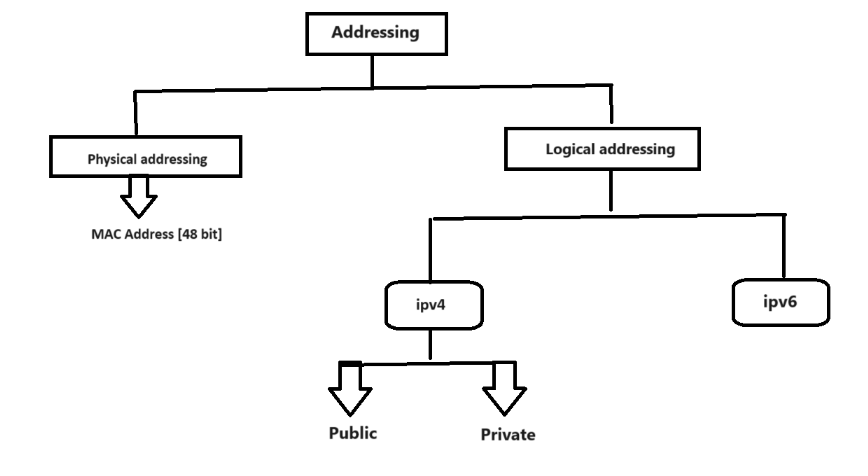 Addressing
Physical addressing
Logical addressing
MAC Address [48 bit]
ipv4
ipv6
Public
Private